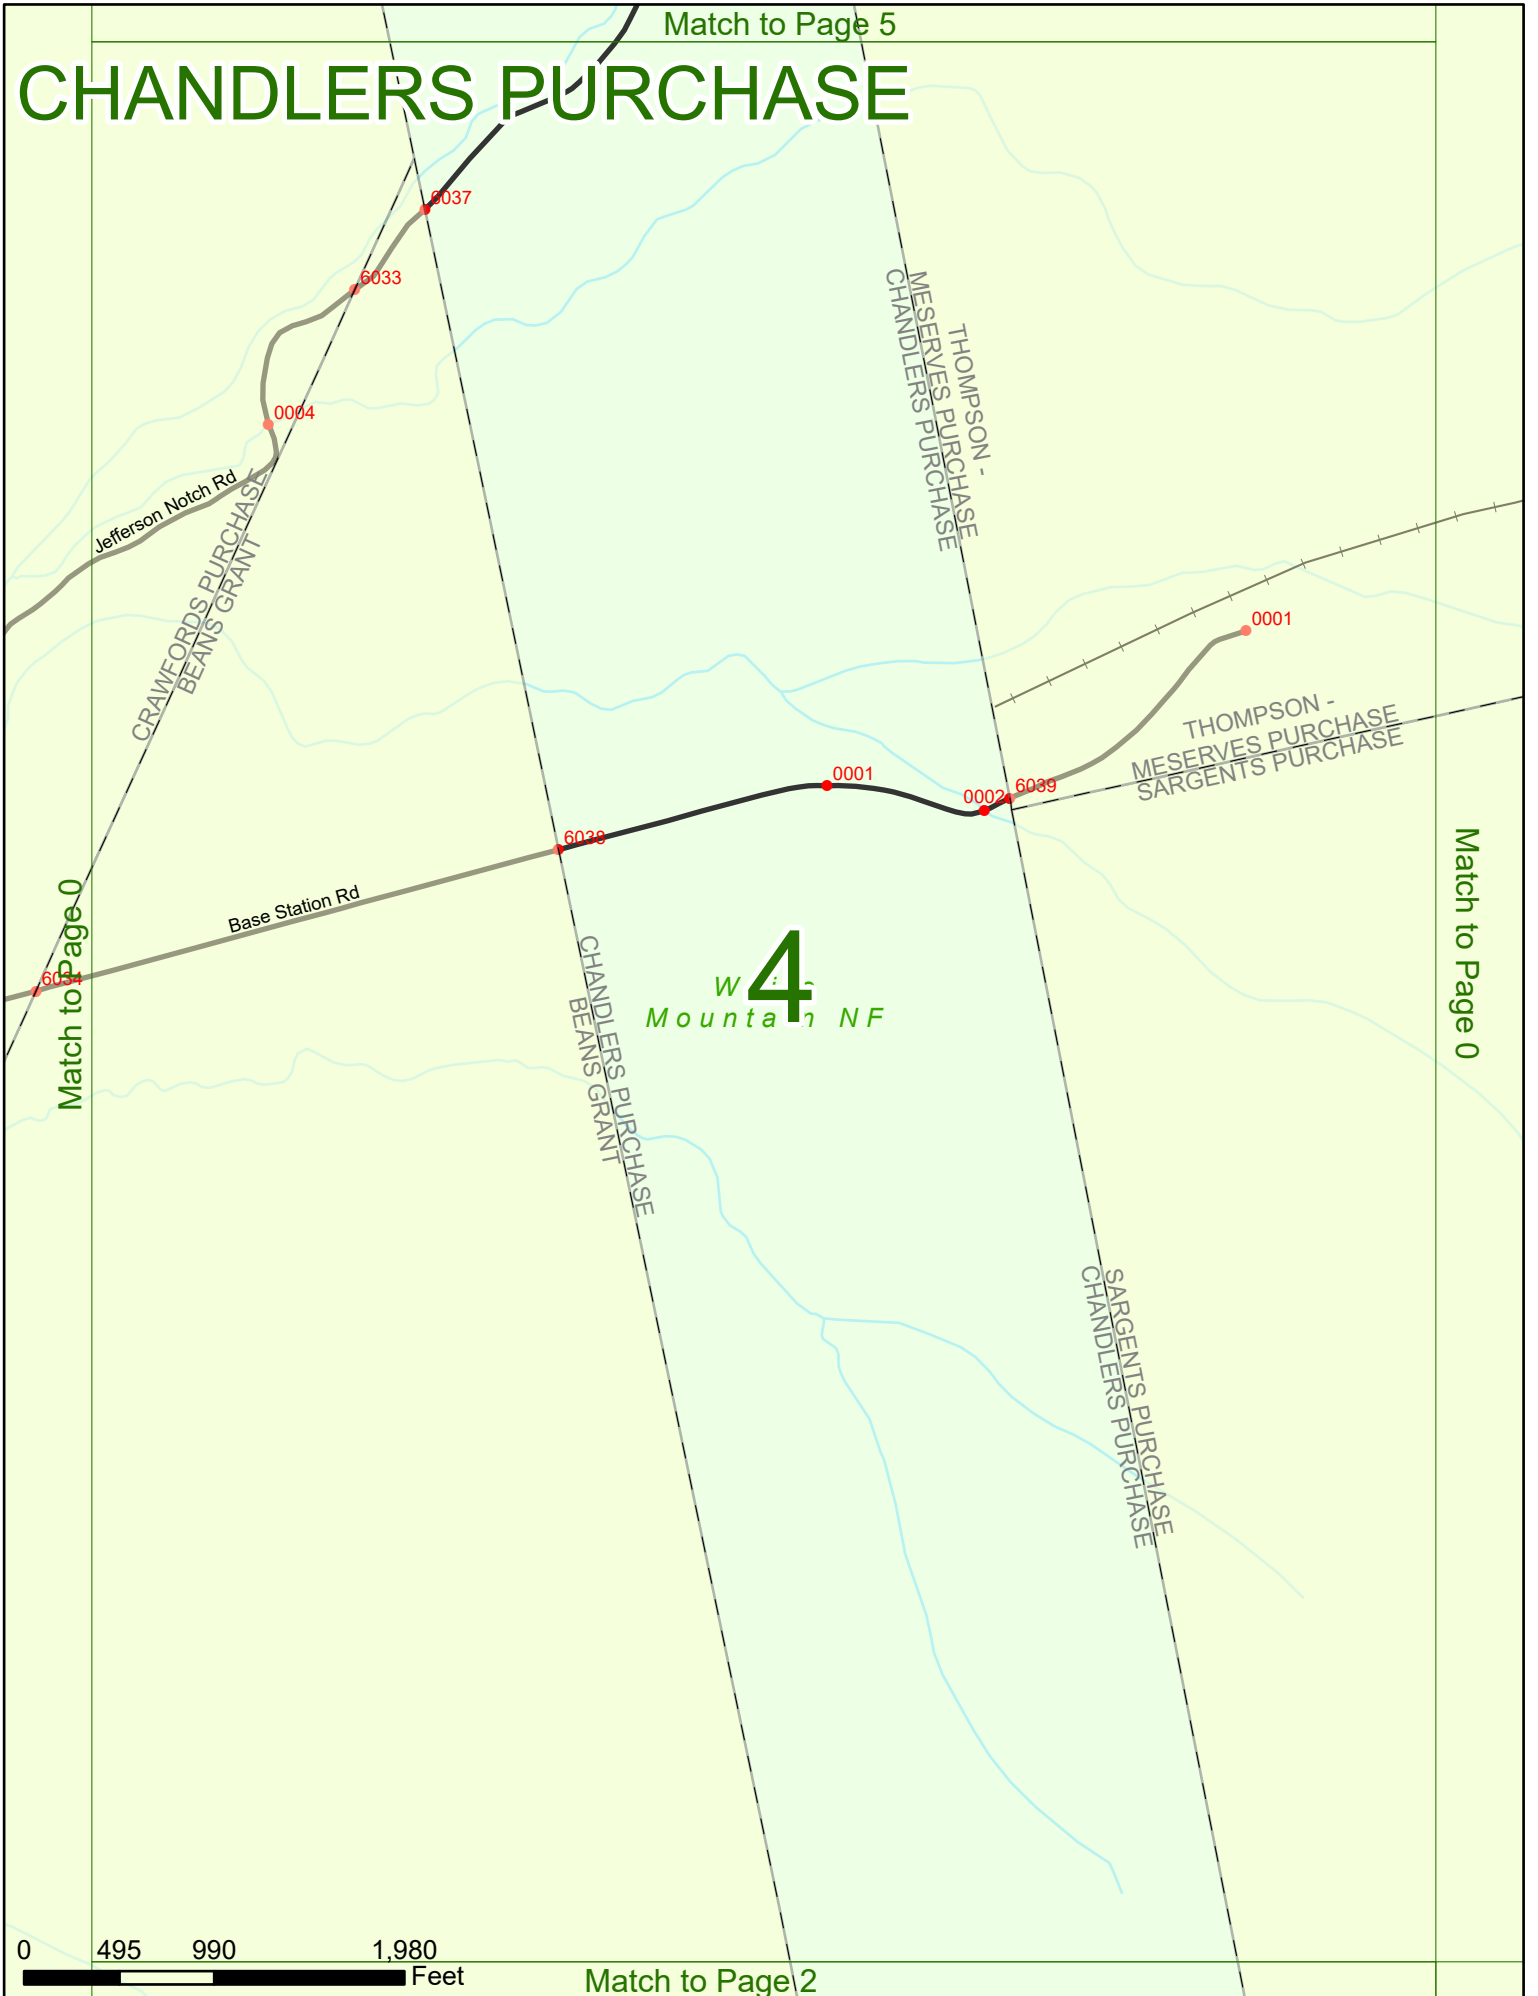 Match to Page 5
CHANDLERS PURCHASE
6037
6033
0004
Jefferson Notch Rd
CRAWFORDS PURCHASE
BEANS GRANT
THOMPSON -
MESERVES PURCHASE
CHANDLERS PURCHASE
0001
THOMPSON -
MESERVES PURCHASE
SARGENTS PURCHASE
0001
0002
6039
6038
Base Station Rd
6034
Match to Page 0
Match to Page 0
4
Mountain NF
CHANDLERS PURCHASE
BEANS GRANT
SARGENTS PURCHASE
CHANDLERS PURCHASE
0 495 990 1,980
Feet
Match to Page 2